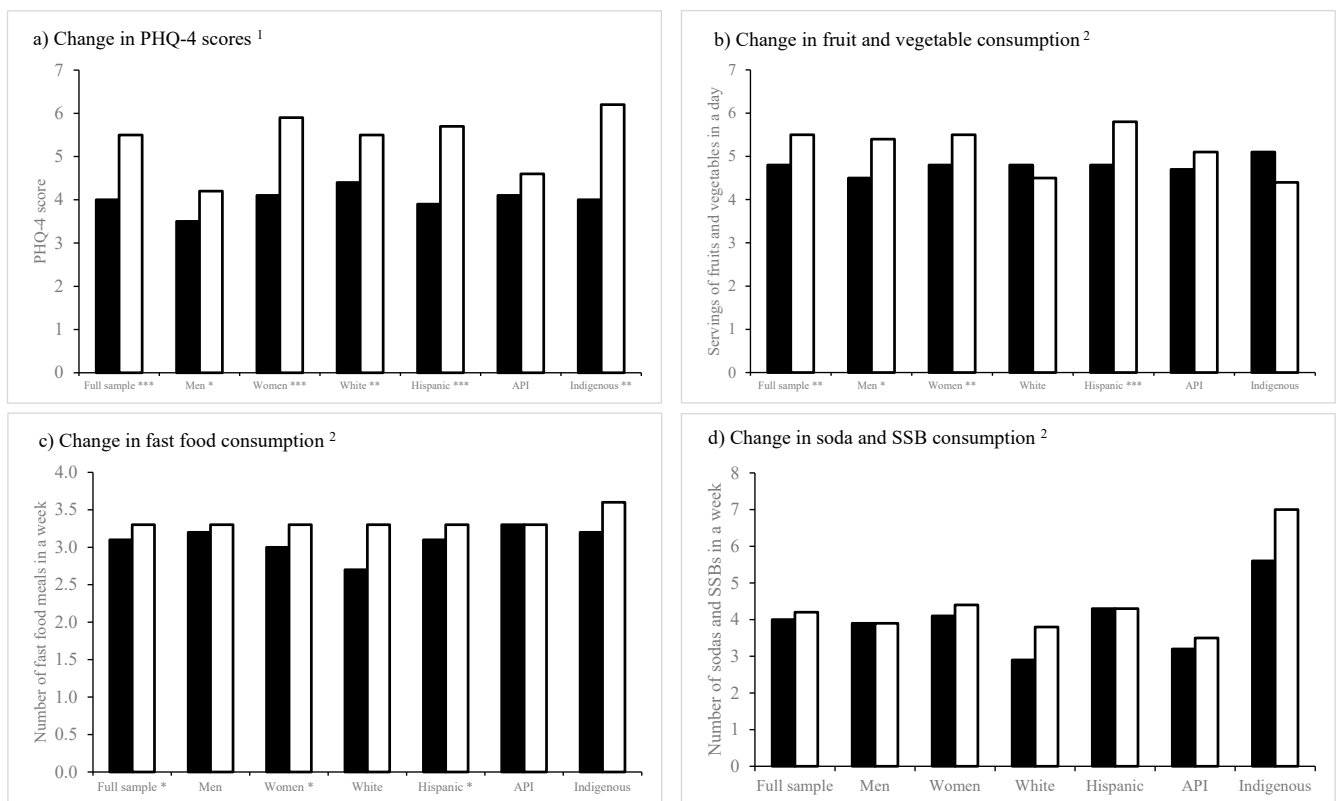 a) Change in PHQ-4 scores 1
7
6
5
4
3
2
1
0
PHQ-4 score
Full sample *** Men * Women *** White ** Hispanic *** API Indigenous **
b) Change in fruit and vegetable consumption 2
7
6
5
4
3
2
1
0
Servings of fruits and vegetables in a day
Full sample ** Men * Women ** White Hispanic *** API Indigenous
c) Change in fast food consumption 2
4.0
3.5
3.0
2.5
2.0
1.5
1.0
0.5
0.0
Number of fast food meals in a week
Full sample * Men Women * White Hispanic * API Indigenous
d) Change in soda and SSB consumption 2
8
7
6
5
4
3
2
1
0
Number of sodas and SSBs in a week
Full sample Men Women White Hispanic API Indigenous